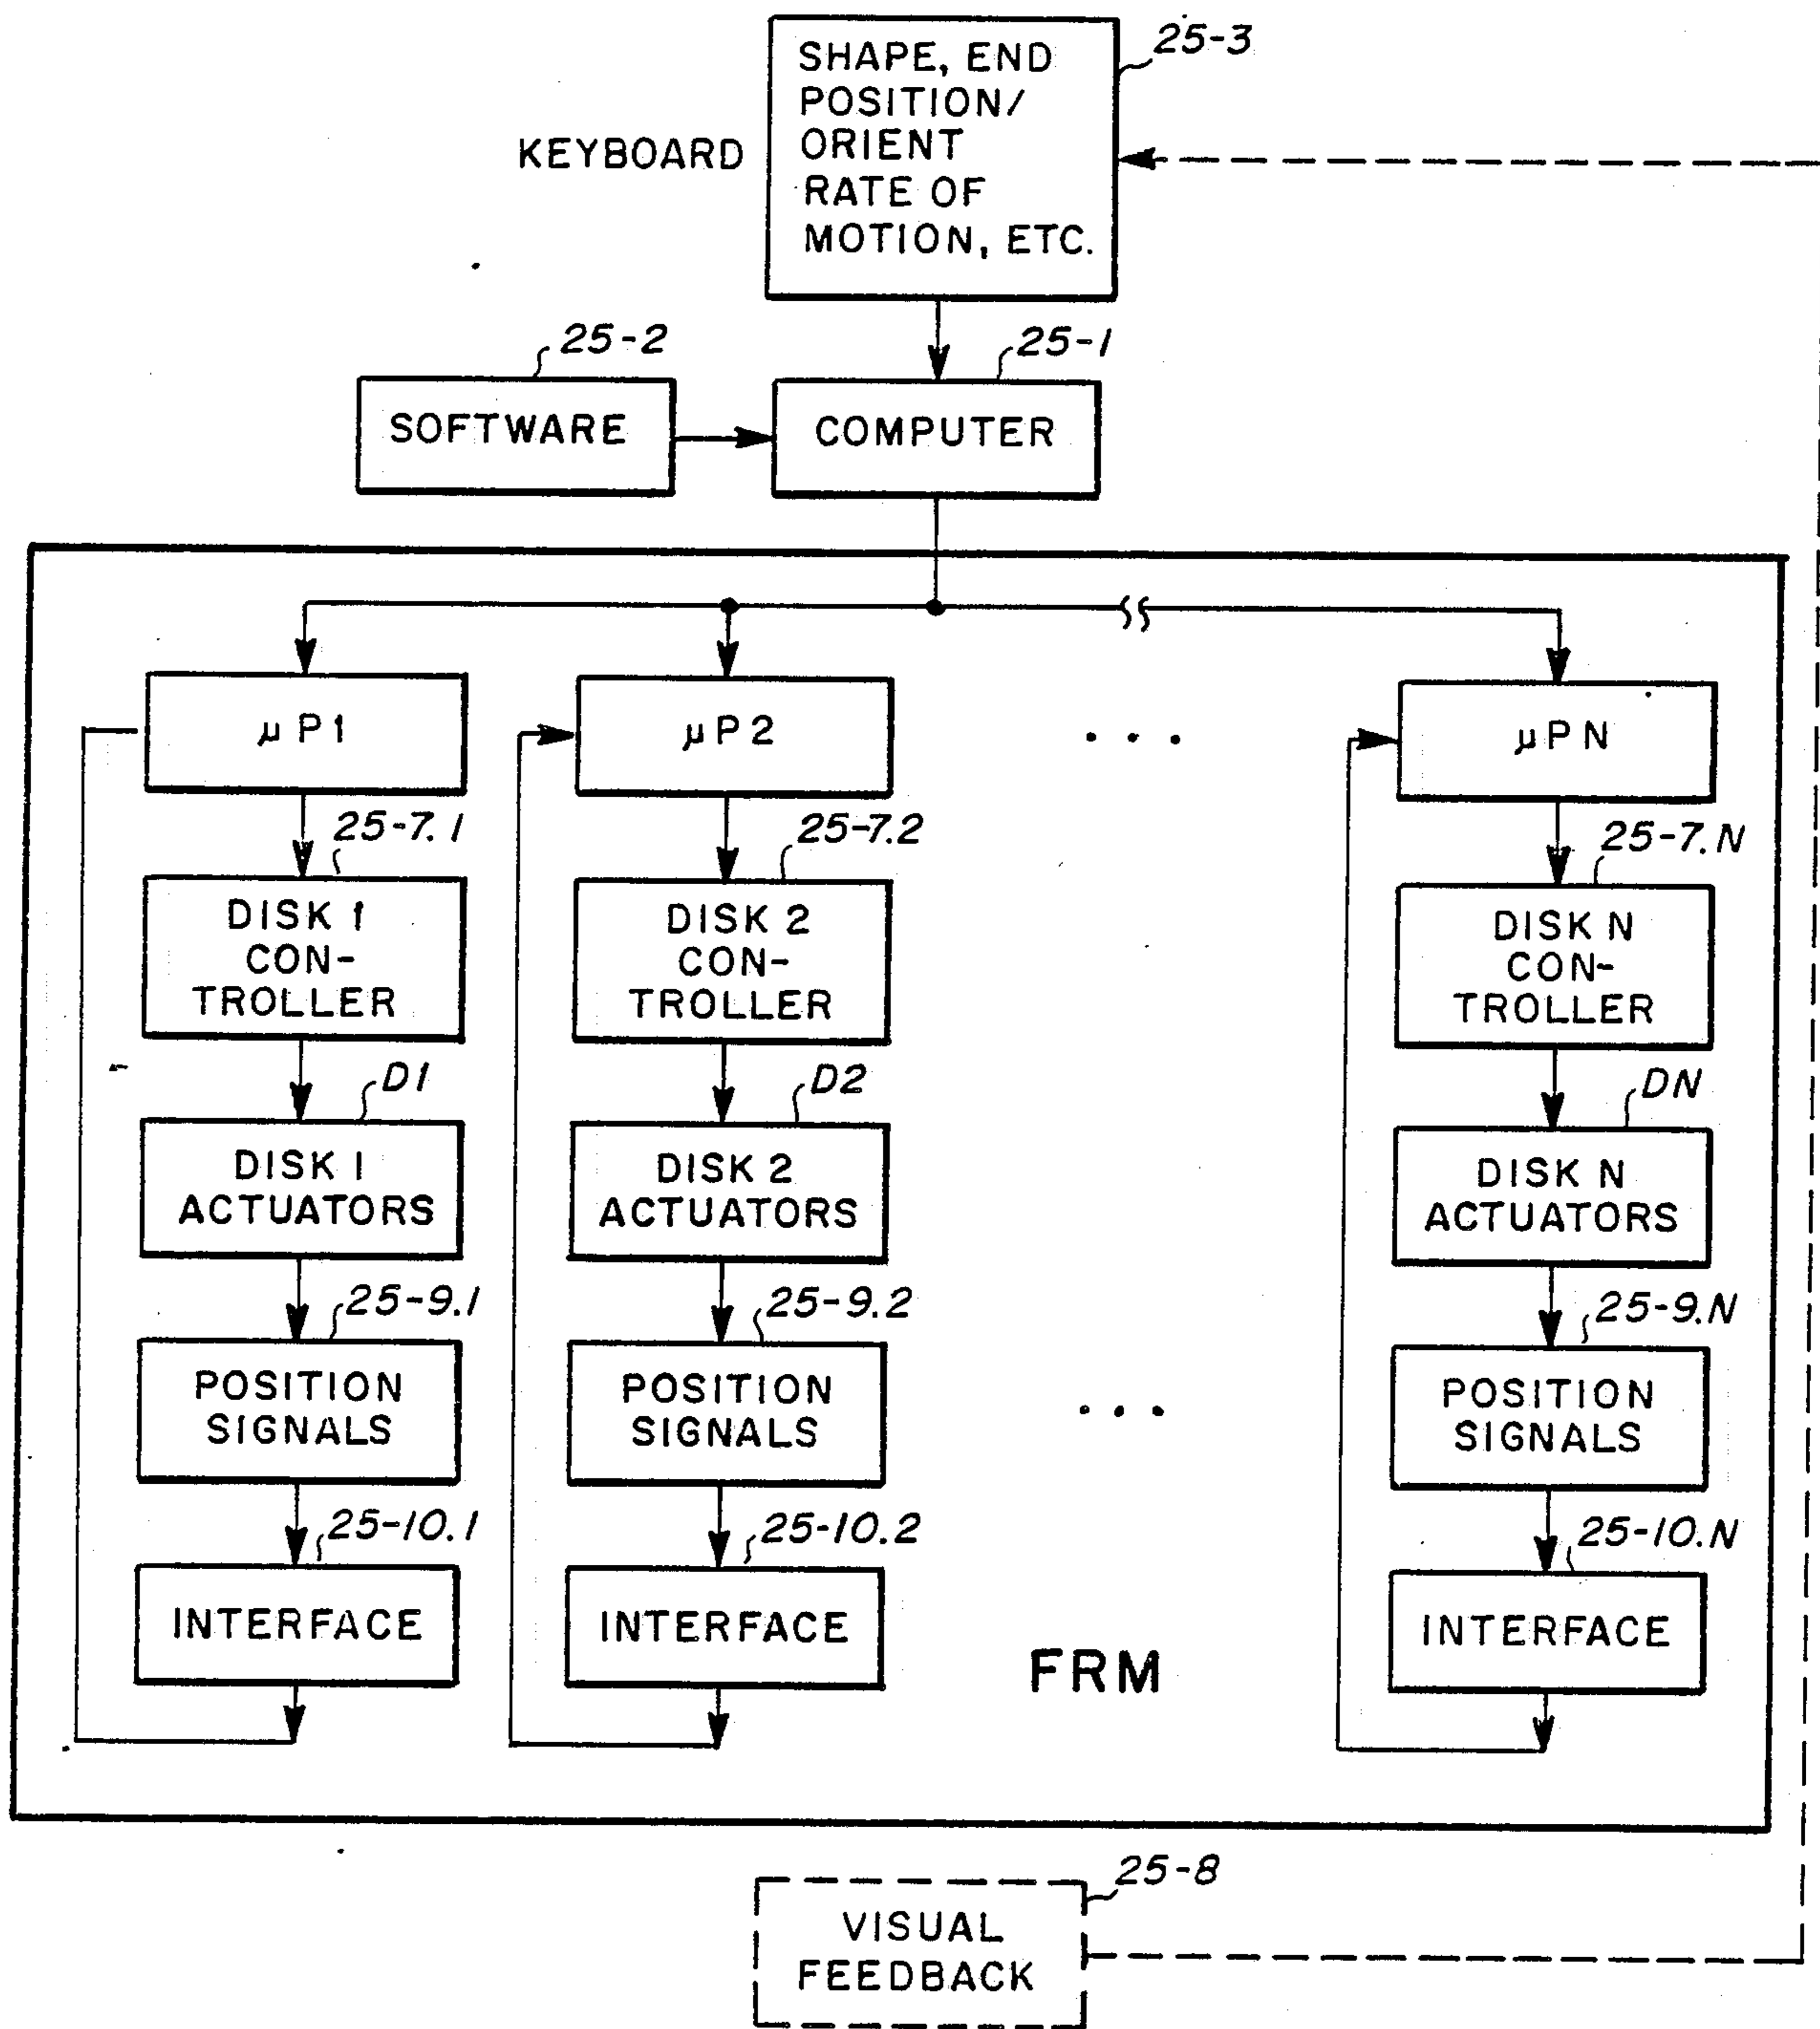 25-3
SHAPE, END
POSITION/
ORIENT
RATE OF
MOTION, ETC.
KEYBOARD
25-2
25-1
SOFTWARE
COMPUTER
μP1
μP2
. . .
μPN
25-7.1
25-7.2
25-7.N
DISK 1
CON-
TROLLER
DISK 2
CON-
TROLLER
DISK N
CON-
TROLLER
D1
D2
DN
DISK 1
ACTUATORS
DISK 2
ACTUATORS
DISK N
ACTUATORS
25-9.1
25-9.2
25-9.N
POSITION
SIGNALS
POSITION
SIGNALS
. . .
POSITION
SIGNALS
25-10.1
25-10.2
25-10.N
INTERFACE
INTERFACE
INTERFACE
FRM
25-8
VISUAL
FEEDBACK